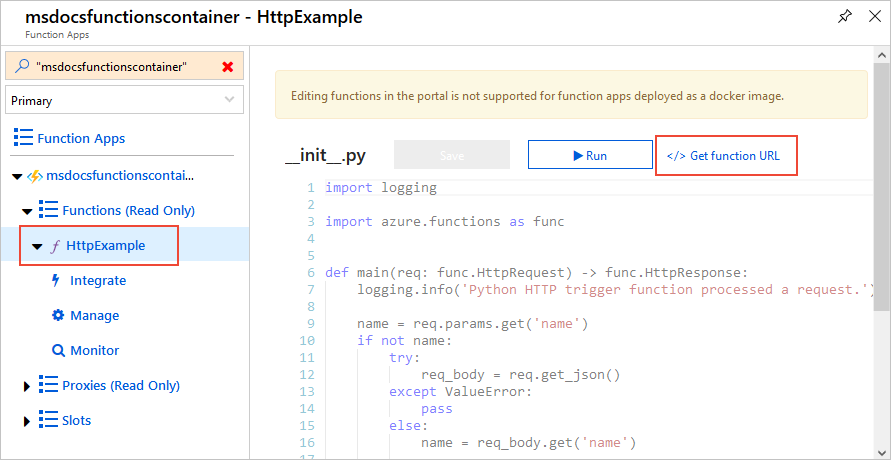 msdocsfunctionscontainer - HttpExample
Function Apps
"msdocsfunctionscontainer"
Primary
Function Apps
msdocsfunctionscontai...
Functions (Read Only)
HttpExample
Integrate
Manage
Monitor
Proxies (Read Only)
Slots
Editing functions in the portal is not supported for function apps deployed as a docker image.
__init__.py Save Run </> Get function URL
1 import logging
2
3 import azure.functions as func
4
5
6 def main(req: func.HttpRequest) -> func.HttpResponse:
7 logging.info('Python HTTP trigger function processed a request.')
8
9 name = req.params.get('name')
10 if not name:
11 try:
12 req_body = req.get_json()
13 except ValueError:
14 pass
15 else:
16 name = req_body.get('name')
17